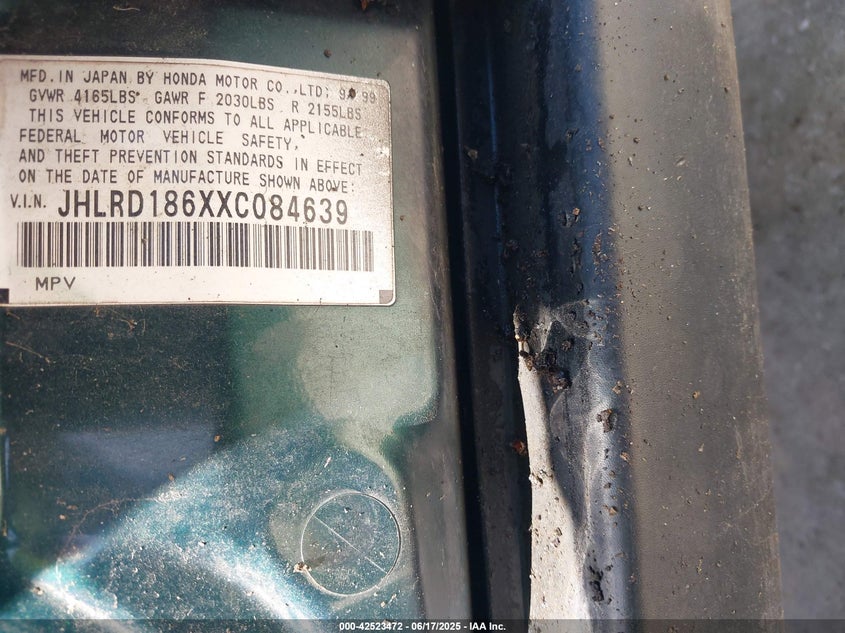 MFD. IN JAPAN BY HONDA MOTOR CO., LTD: 9/ 99
GVWR 4165LBS GAWR F 2030LBS R 2155LBS
THIS VEHICLE CONFORMS TO ALL APPLICABLE
FEDERAL MOTOR VEHICLE SAFETY,
AND THEFT PREVENTION STANDARDS IN EFFECT
ON THE DATE OF MANUFACTURE SHOWN ABOVE:
V.I.N. JHLRD186XXC084639
MPV
000-42523472 - 06/17/2025 - IAA Inc.